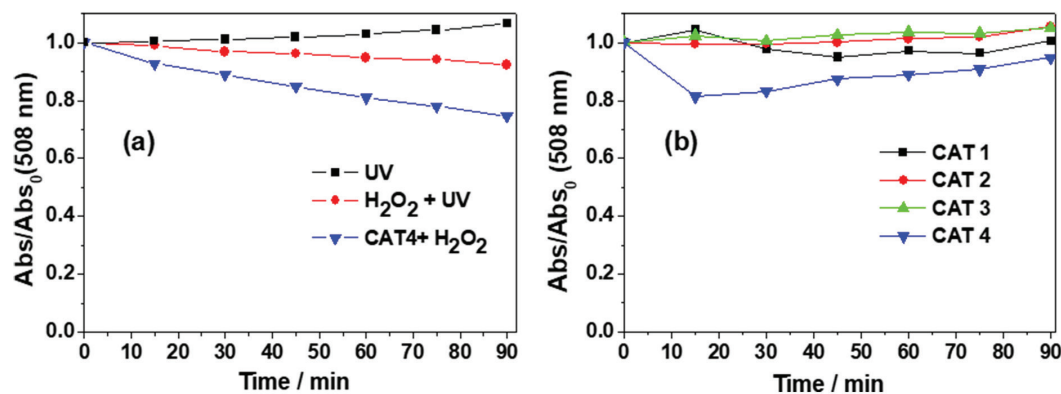 Abs/Abs₀(508 nm)
1.0
0.8
0.6
0.4
0.2
0.0
(a)
UV
H₂O₂ + UV
CAT4+ H₂O₂
0 10 20 30 40 50 60 70 80 90
Time / min
Abs/Abs₀ (508 nm)
1.0
0.8
0.6
0.4
0.2
0.0
(b)
CAT 1
CAT 2
CAT 3
CAT 4
0 10 20 30 40 50 60 70 80 90
Time / min